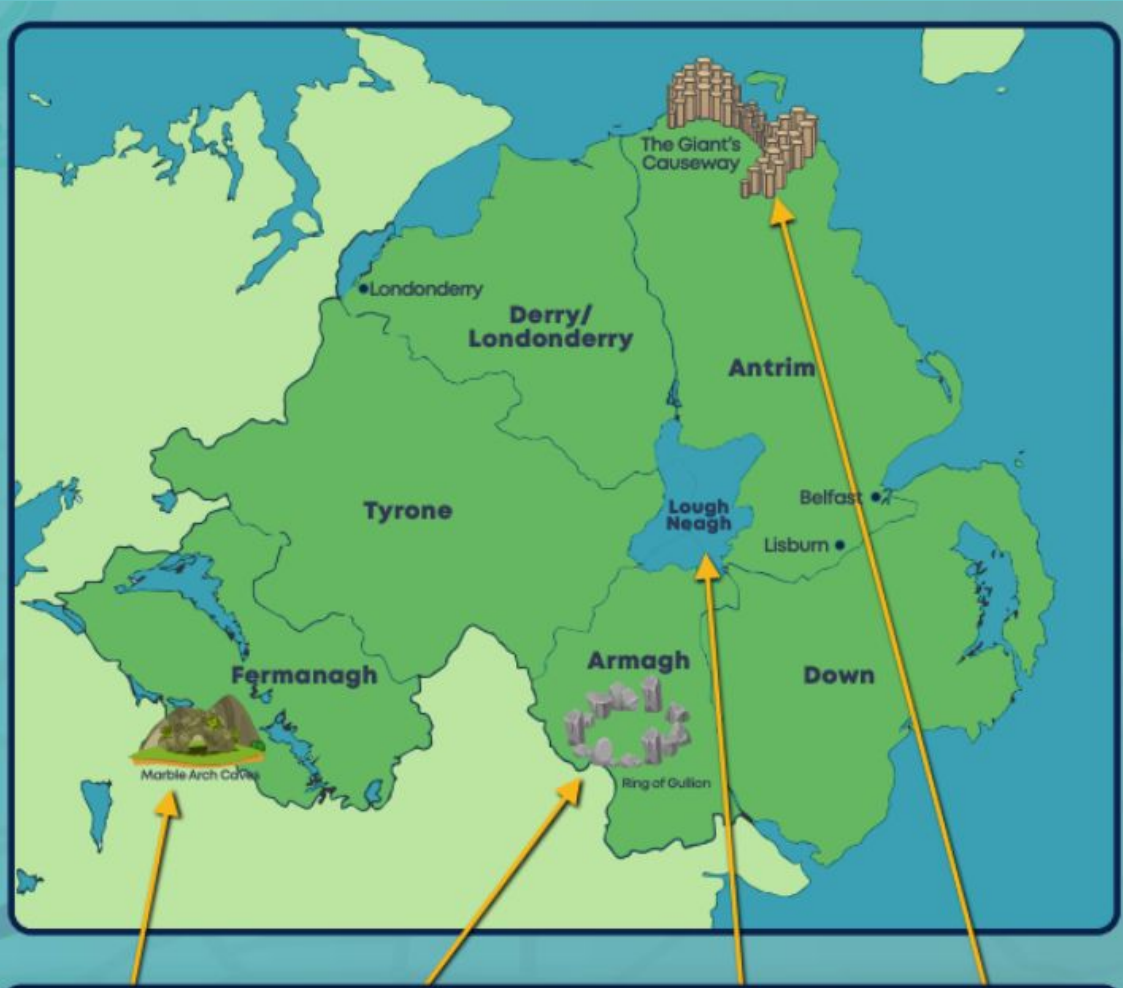 The Giant's
Causeway
Londonderry
Derry/
Londonderry
Antrim
Tyrone
Lough
Neagh
Belfast
Lisburn
Armagh
Fermanagh
Down
Marble Arch Caves
Ring of Gullion